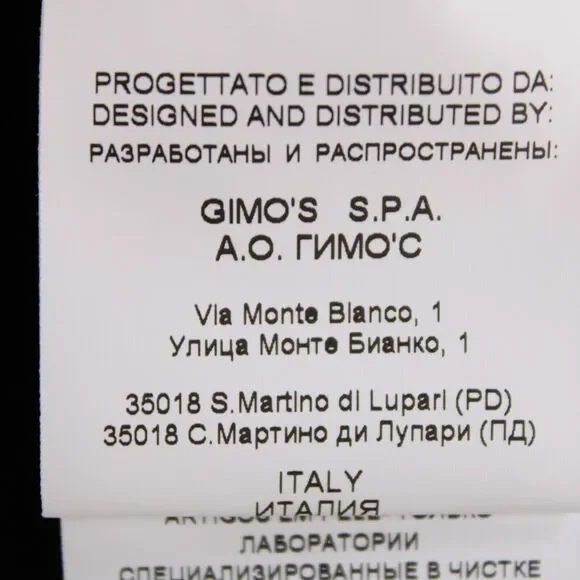 PROGETTATO E DISTRIBUITO DA:
DESIGNED AND DISTRIBUTED BY:
РАЗРАБОТАНЫ И РАСПРОСТРАНЕНЫ:
GIMO'S S.P.A.
А.О. ГИМО'С
Via Monte Bianco, 1
Улица Монте Бианко, 1
35018 S.Martino di Lupari (PD)
35018 С.Мартино ди Лупари (ПД)
ITALY
ИТАЛИЯ
ЛАБОРАТОРИИ
СПЕЦИАЛИЗИРОВАННЫЕ В ЧИСТКЕ